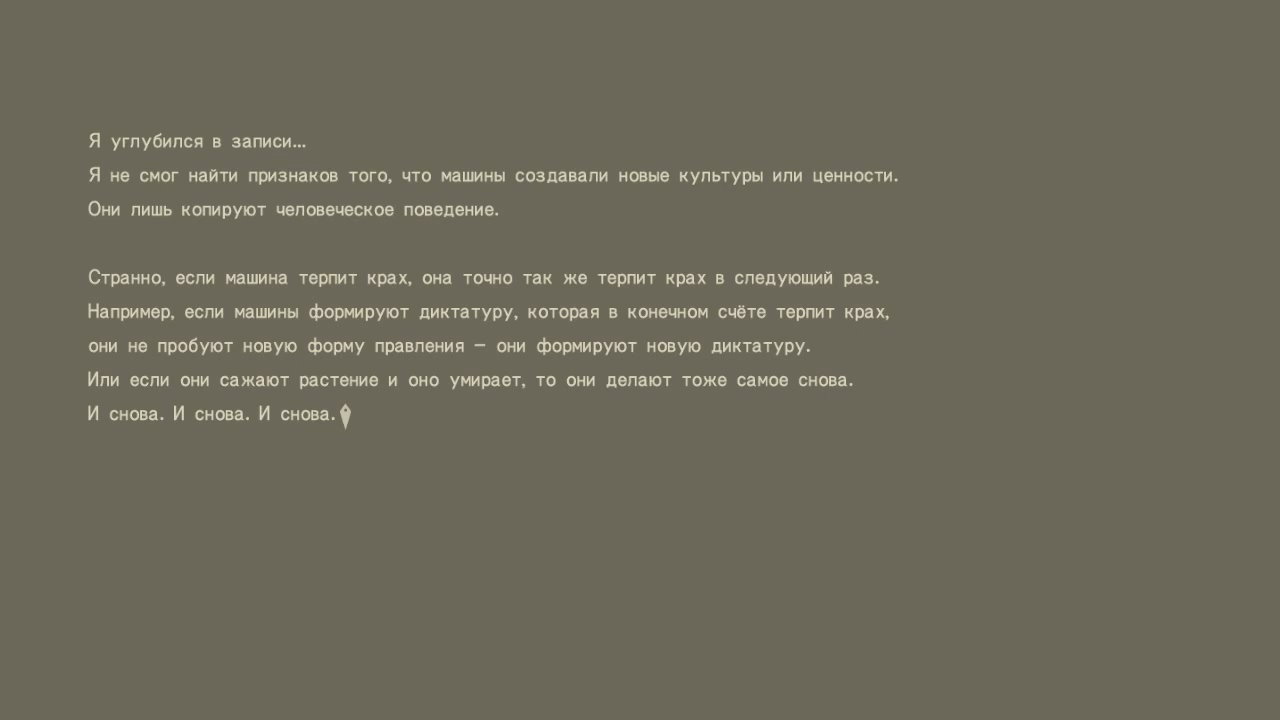 Я углубился в записи...
Я не смог найти признаков того, что машины создавали новые культуры или ценности.
Они лишь копируют человеческое поведение.
Странно, если машина терпит крах, она точно так же терпит крах в следующий раз.
Например, если машины формируют диктатуру, которая в конечном счёте терпит крах,
они не пробуют новую форму правления — они формируют новую диктатуру.
Или если они сажают растение и оно умирает, то они делают тоже самое снова.
И снова. И снова. И снова.